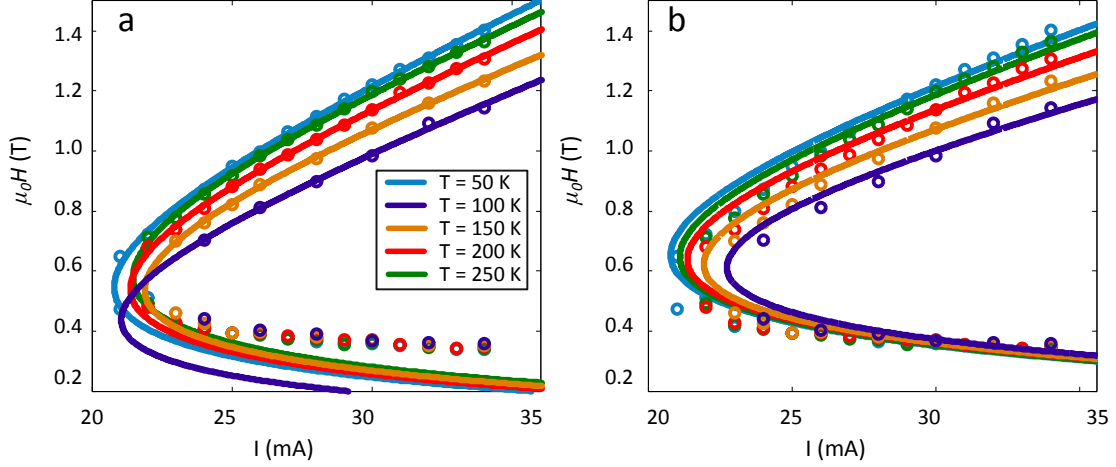 a
b
1.4
1.2
1.0
0.8
0.6
0.4
0.2
μ₀H (T)
T = 50 K
T = 100 K
T = 150 K
T = 200 K
T = 250 K
20
25
30
35
I (mA)
1.4
1.2
1.0
0.8
0.6
0.4
0.2
μ₀H (T)
20
25
30
35
I (mA)